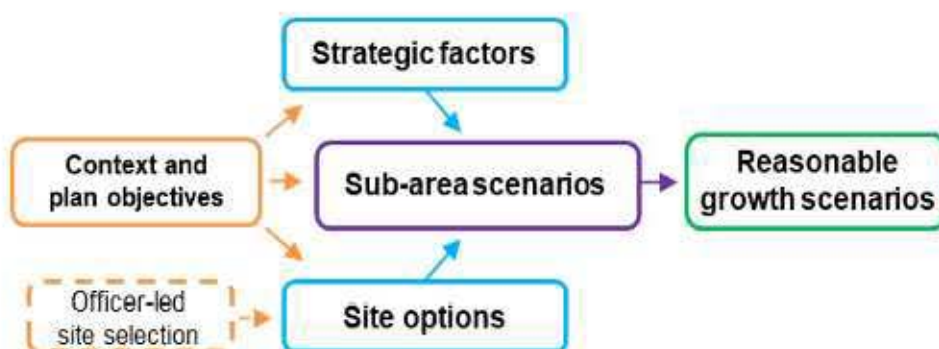 Strategic factors
Context and
plan objectives
Sub-area scenarios
Reasonable
growth scenarios
Officer-led
site selection
Site options